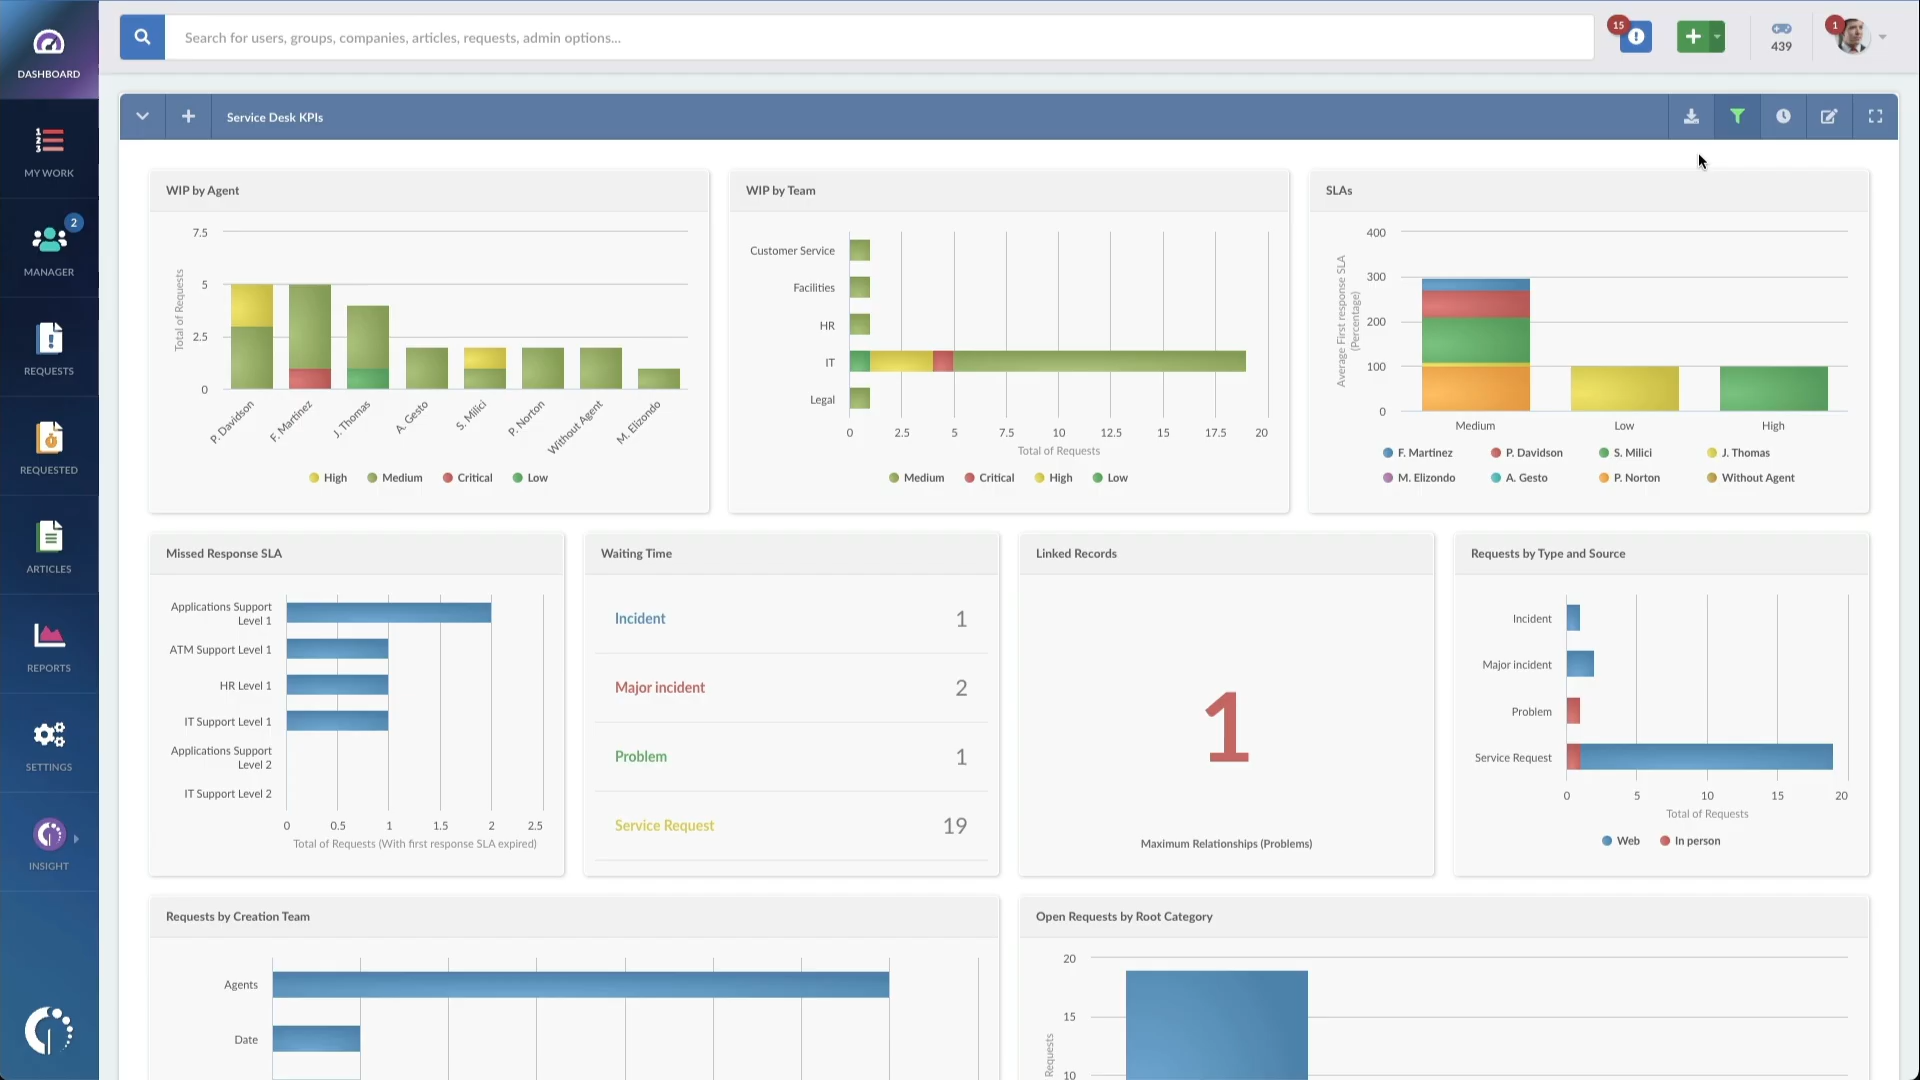 DASHBOARD
Search for users, groups, companies, articles, requests, admin options...
15
439
1
Service Desk KPIs
1
2
3
MY WORK
2
MANAGER
REQUESTS
REQUESTED
ARTICLES
REPORTS
SETTINGS
INSIGHT
WIP by Agent
7.5
5
2.5
0
Total of Requests
P. Davidson
F. Martinez
J. Thomas
A. Gesto
S. Milici
P. Norton
Without Agent
M. Elizondo
High Medium Critical Low
WIP by Team
Customer Service
Facilities
HR
IT
Legal
0 2.5 5 7.5 10 12.5 15 17.5 20
Total of Requests
Medium Critical High Low
SLAs
400
300
200
100
0
Average First response SLA
(Percentage)
Medium Low High
F. Martinez P. Davidson S. Milici J. Thomas
M. Elizondo A. Gesto P. Norton Without Agent
Missed Response SLA
Applications Support
Level 1
ATM Support Level 1
HR Level 1
IT Support Level 1
Applications Support
Level 2
IT Support Level 2
0 0.5 1 1.5 2 2.5
Total of Requests (With first response SLA expired)
Waiting Time
Incident 1
Major incident 2
Problem 1
Service Request 19
Linked Records
1
Maximum Relationships (Problems)
Requests by Type and Source
Incident
Major incident
Problem
Service Request
0 5 10 15 20
Total of Requests
Web In person
Requests by Creation Team
Agents
Date
Open Requests by Root Category
20
15
10
Requests